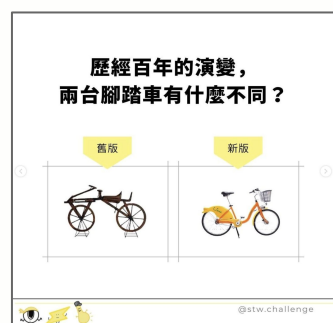 歷經百年的演變，
兩台腳踏車有什麼不同？
舊版
新版
@stw.challenge